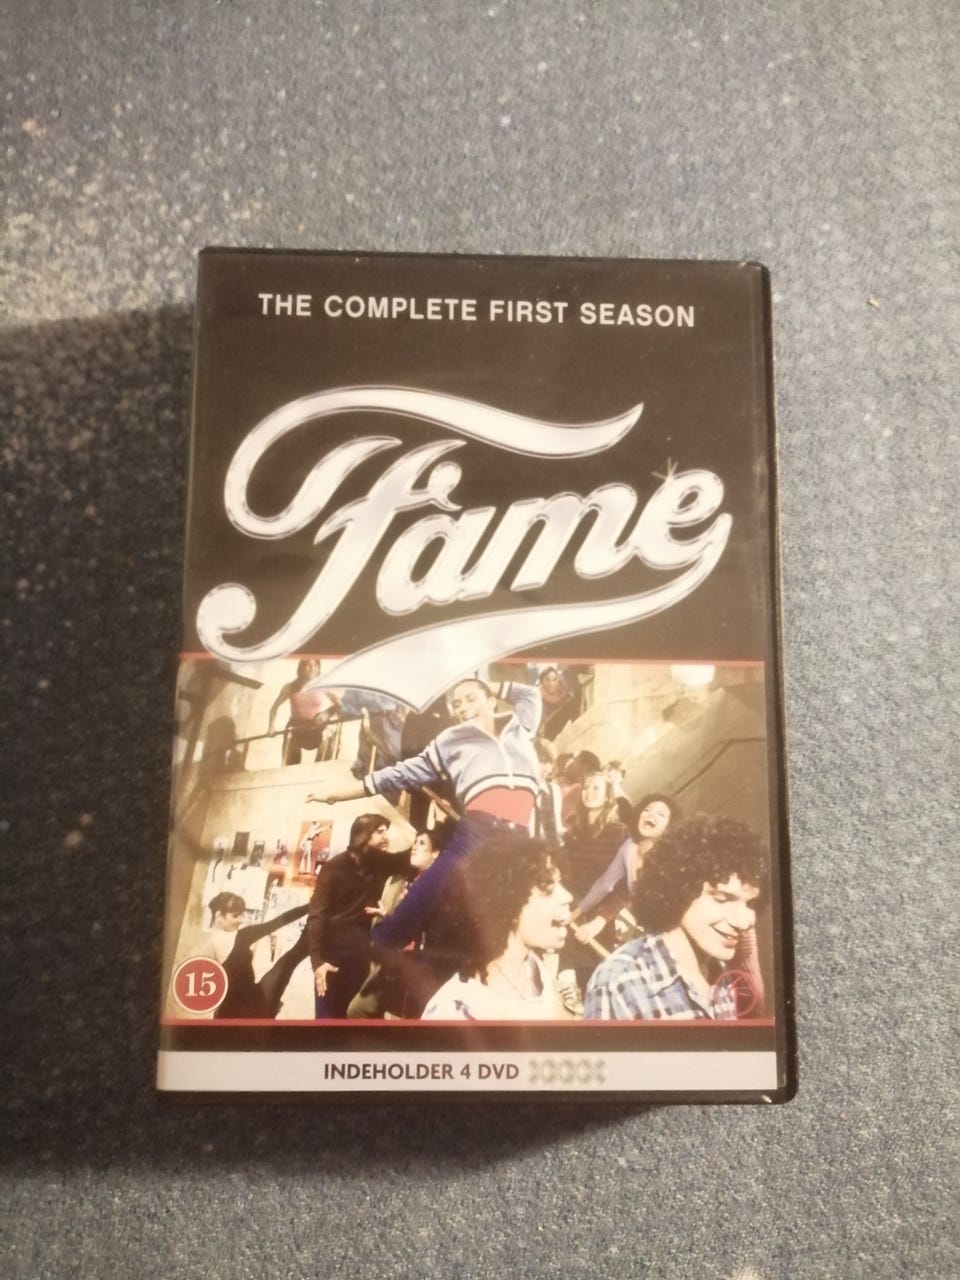 THE COMPLETE FIRST SEASON
Fame
15
INDEHOLDER 4 DVD